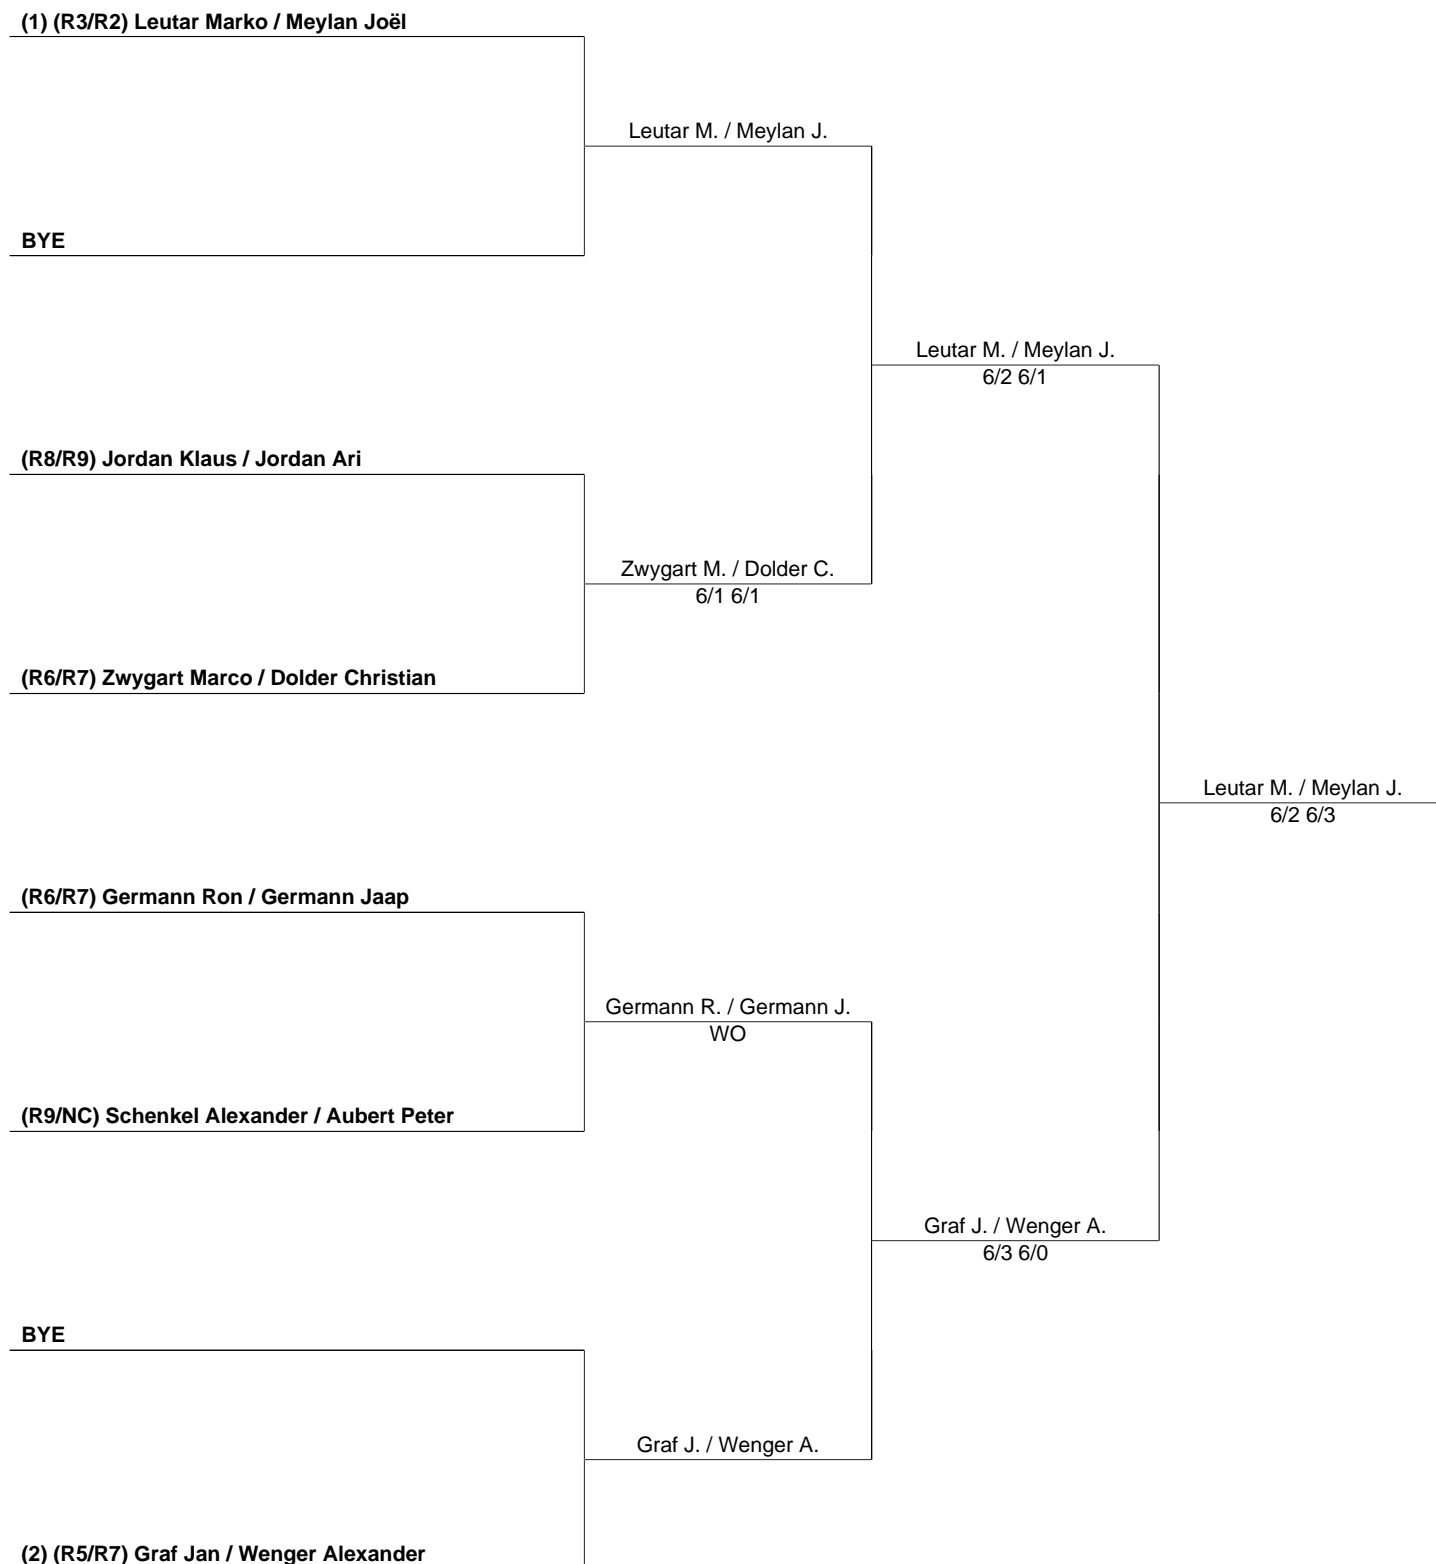 (1) (R3/R2) Leutar Marko / Meylan Joël
Leutar M. / Meylan J.
BYE
Leutar M. / Meylan J.
6/2 6/1
(R8/R9) Jordan Klaus / Jordan Ari
Zwygart M. / Dolder C.
6/1 6/1
(R6/R7) Zwygart Marco / Dolder Christian
Leutar M. / Meylan J.
6/2 6/3
(R6/R7) Germann Ron / Germann Jaap
Germann R. / Germann J.
WO
(R9/NC) Schenkel Alexander / Aubert Peter
Graf J. / Wenger A.
6/3 6/0
BYE
Graf J. / Wenger A.
(2) (R5/R7) Graf Jan / Wenger Alexander